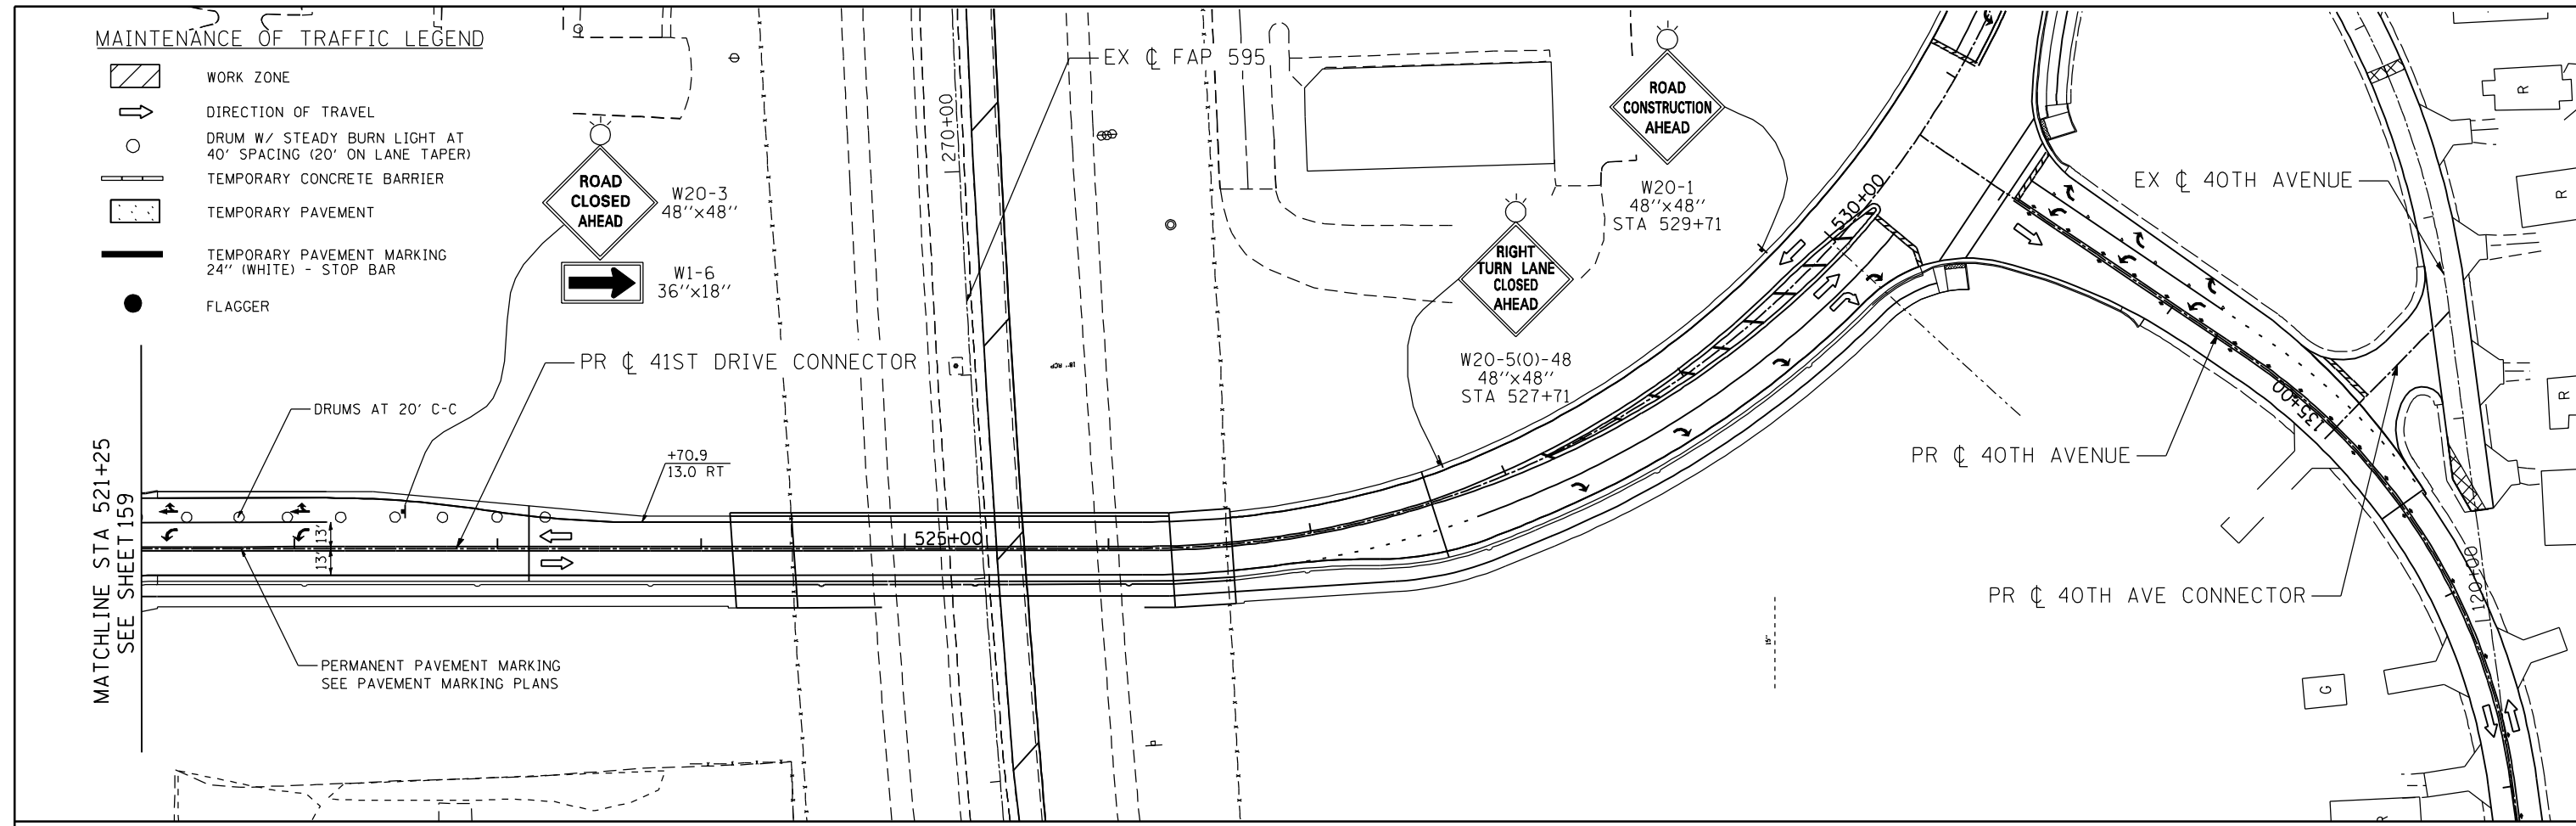 MAINTENANCE OF TRAFFIC LEGEND
WORK ZONE
DIRECTION OF TRAVEL
DRUM W/ STEADY BURN LIGHT AT
40' SPACING (20' ON LANE TAPER)
TEMPORARY CONCRETE BARRIER
TEMPORARY PAVEMENT
TEMPORARY PAVEMENT MARKING
24" (WHITE) - STOP BAR
FLAGGER
ROAD
CLOSED
AHEAD
W20-3
48"x48"
W1-6
36"x18"
270+00
EX ℄ FAP 595
ROAD
CONSTRUCTION
AHEAD
W20-1
48"x48"
STA 529+71
RIGHT
TURN LANE
CLOSED
AHEAD
W20-5(0)-48
48"x48"
STA 527+71
530+00
EX ℄ 40TH AVENUE
R
R
R
R
PR ℄ 41ST DRIVE CONNECTOR
18" RCP
DRUMS AT 20' C-C
+70.9
13.0 RT
MATCHLINE STA 521+25
SEE SHEET 159
13'
13'
525+00
PERMANENT PAVEMENT MARKING
SEE PAVEMENT MARKING PLANS
135+00
PR ℄ 40TH AVENUE
PR ℄ 40TH AVE CONNECTOR
120+00
15"
G